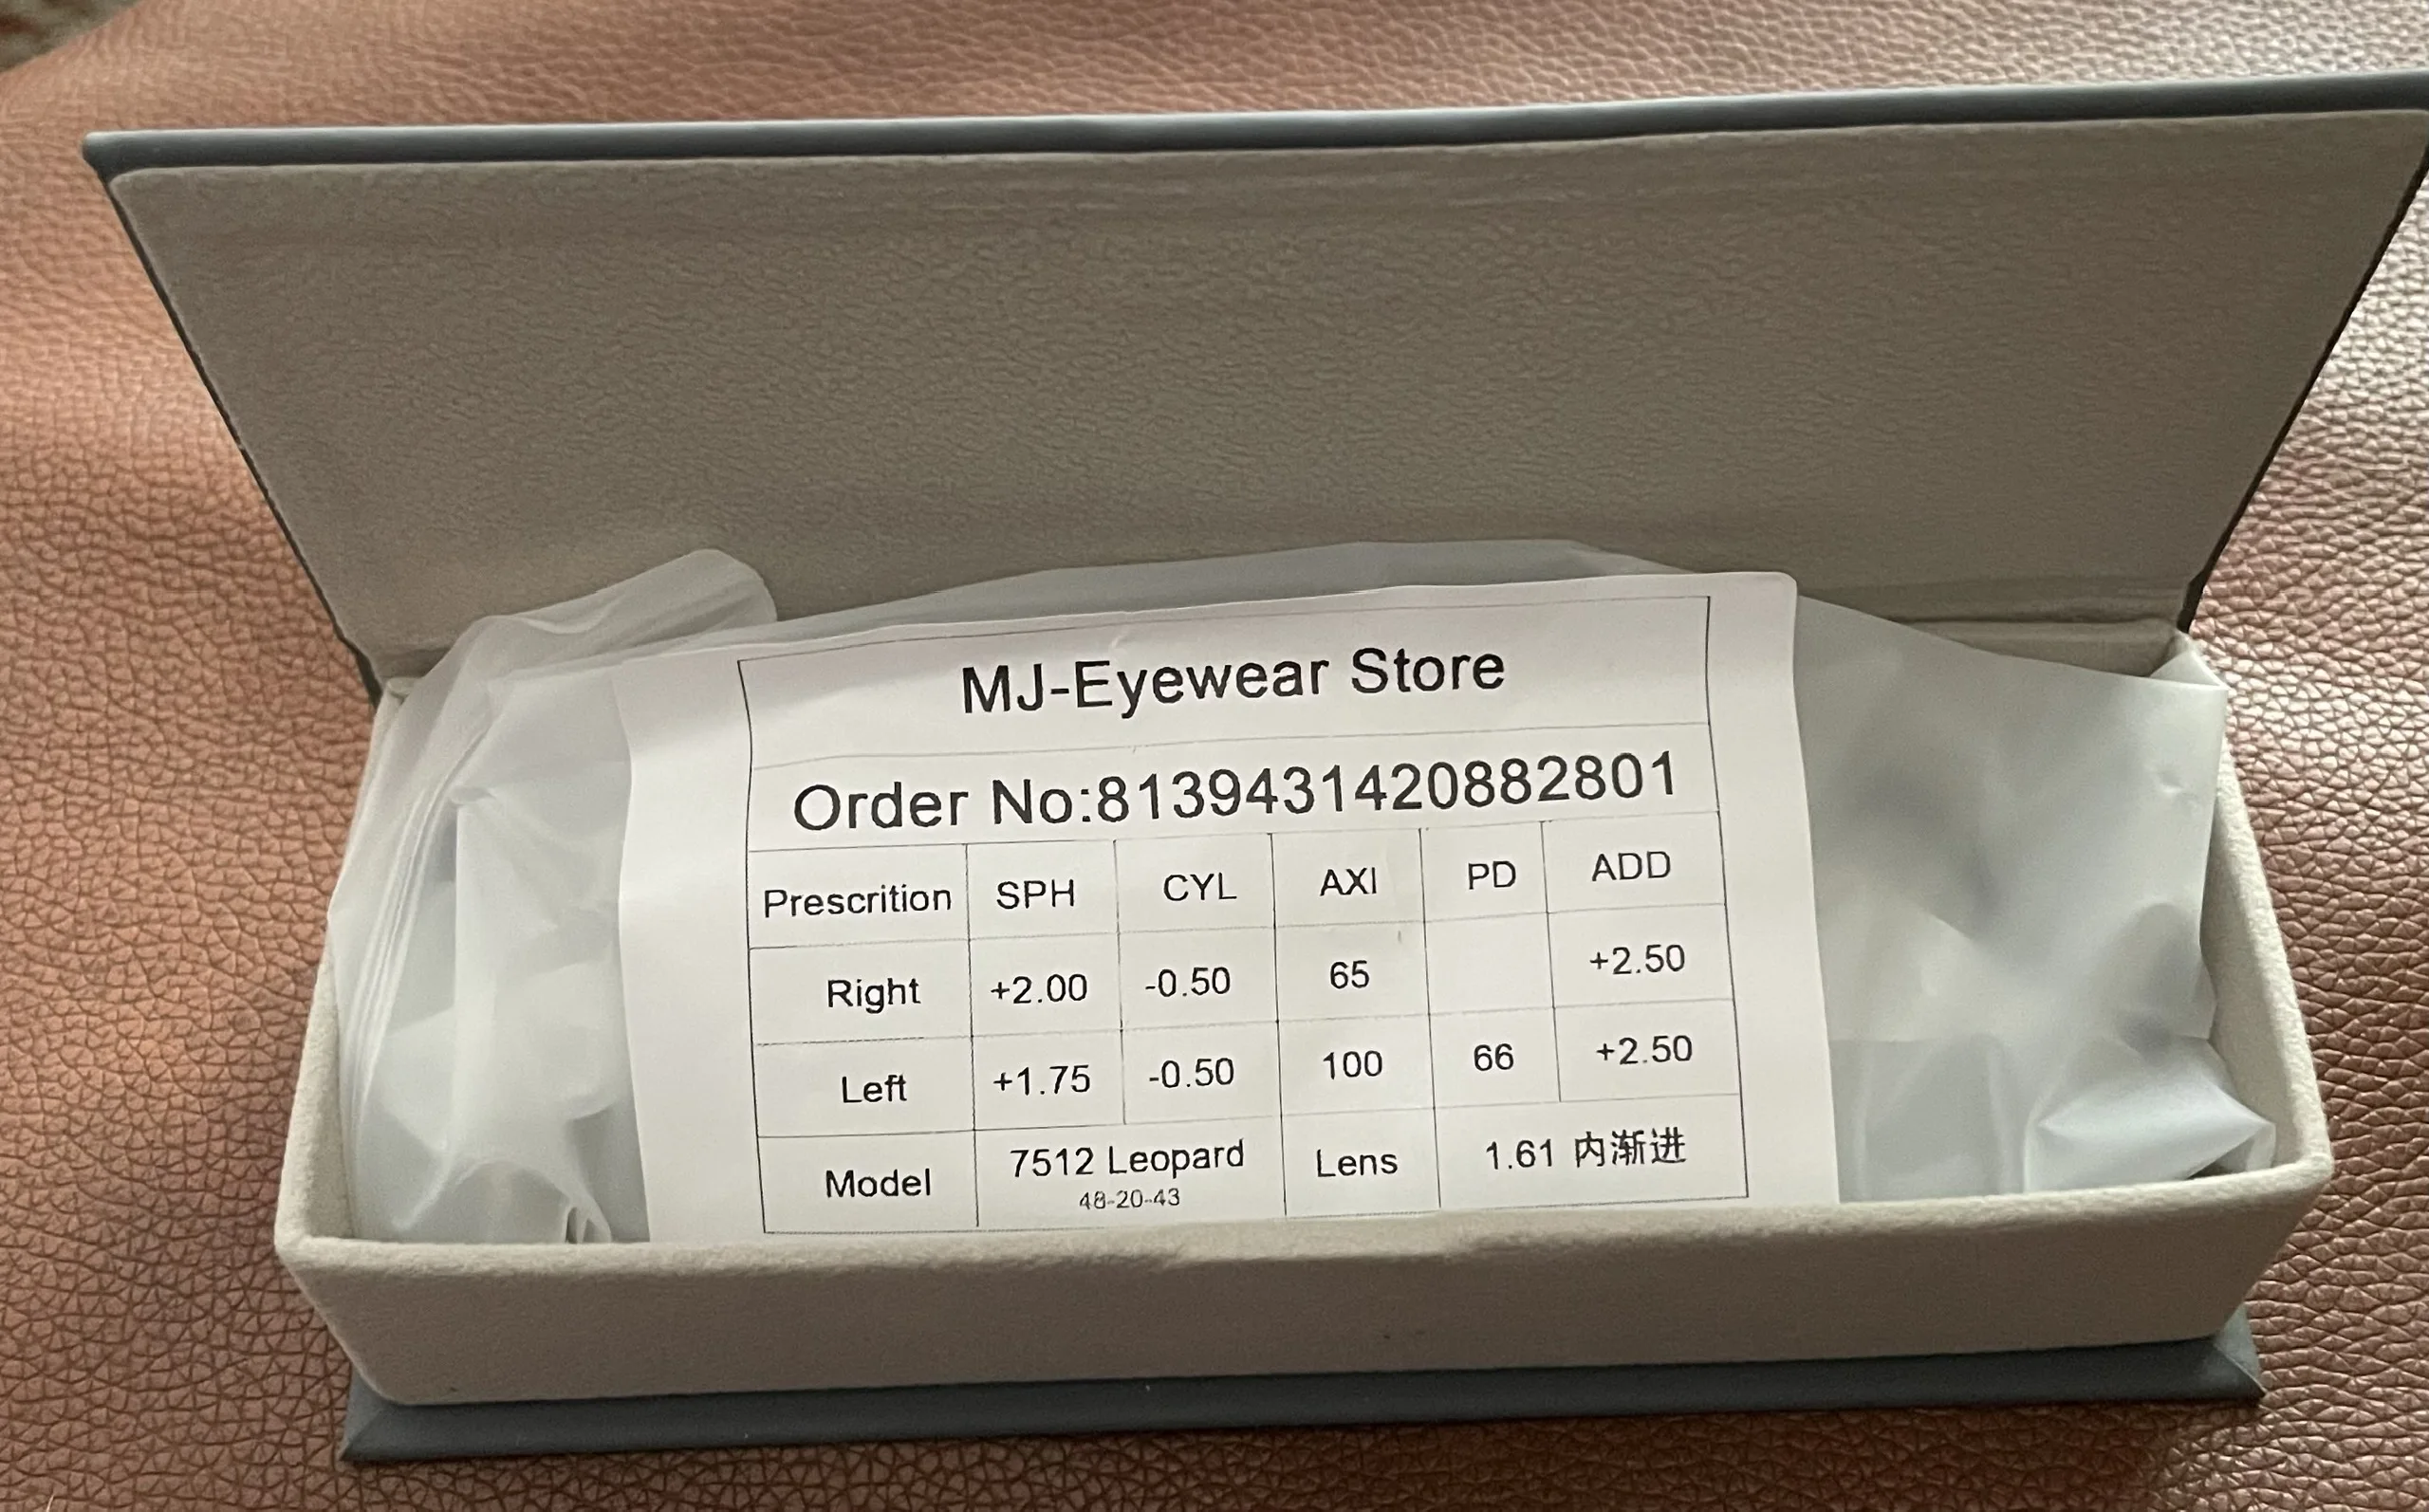 MJ-Eyewear Store
Order No:8139431420882801
Prescrition SPH CYL AXI PD ADD
Right +2.00 -0.50 65 +2.50
Left +1.75 -0.50 100 66 +2.50
Model 7512 Leopard Lens 1.61 内渐进
48-20-43